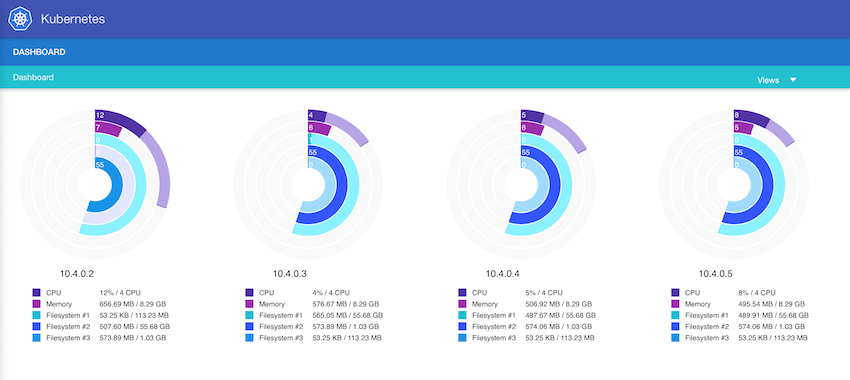 Kubernetes
DASHBOARD
Dashboard
Views
12
7
0
55
4
6
1
55
0
5
6
0
55
0
8
5
0
55
0
10.4.0.2
CPU 12% / 4 CPU
Memory 656.69 MB / 8.29 GB
Filesystem #1 53.25 KB / 113.23 MB
Filesystem #2 507.60 MB / 55.68 GB
Filesystem #3 573.89 MB / 1.03 GB
10.4.0.3
CPU 4% / 4 CPU
Memory 576.67 MB / 8.29 GB
Filesystem #1 565.05 MB / 55.68 GB
Filesystem #2 573.89 MB / 1.03 GB
Filesystem #3 53.25 KB / 113.23 MB
10.4.0.4
CPU 5% / 4 CPU
Memory 506.92 MB / 8.29 GB
Filesystem #1 487.67 MB / 55.68 GB
Filesystem #2 574.06 MB / 1.03 GB
Filesystem #3 53.25 KB / 113.23 MB
10.4.0.5
CPU 8% / 4 CPU
Memory 495.54 MB / 8.29 GB
Filesystem #1 489.91 MB / 55.68 GB
Filesystem #2 574.06 MB / 1.03 GB
Filesystem #3 53.25 KB / 113.23 MB